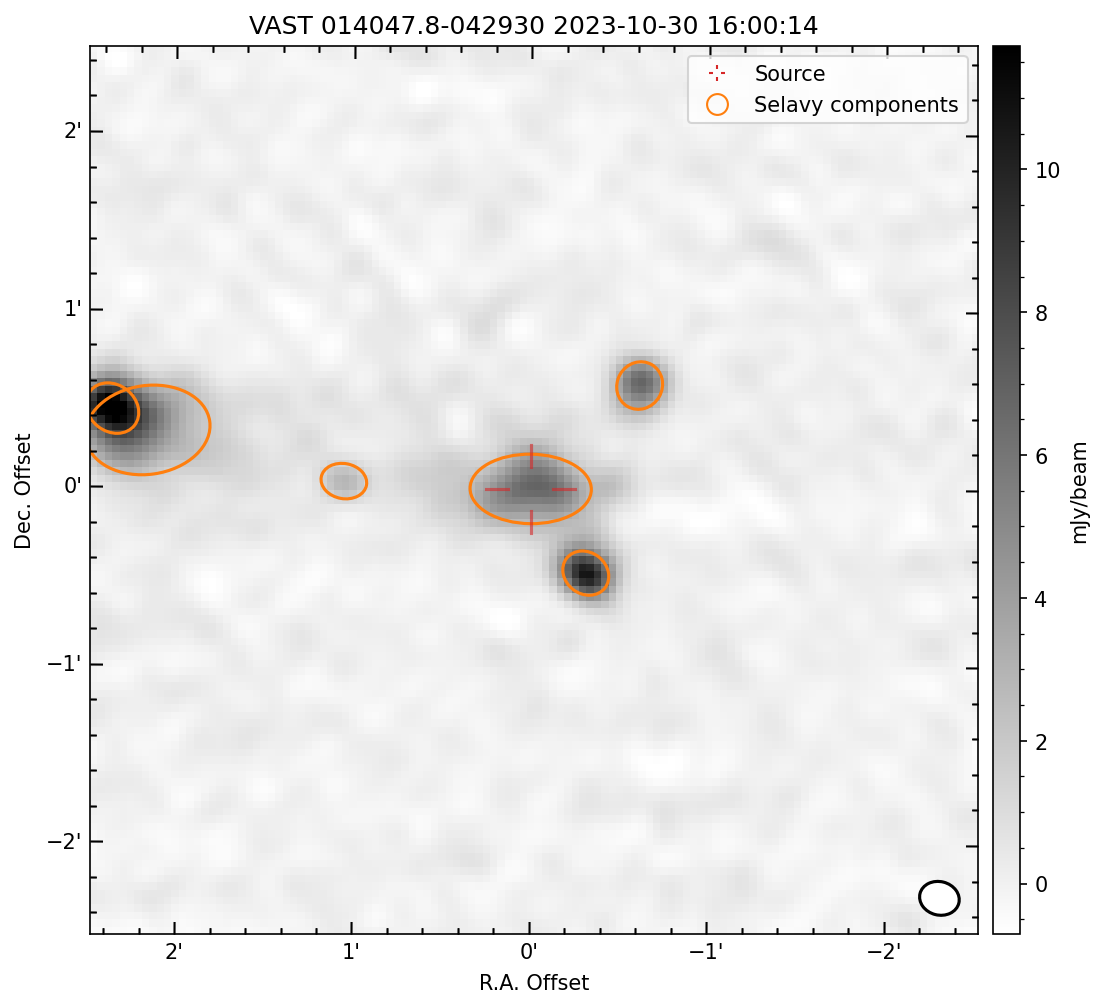 VAST 014047.8-042930 2023-10-30 16:00:14
Source
Selavy components
2'
1'
0'
−1'
−2'
Dec. Offset
2'
1'
0'
−1'
−2'
R.A. Offset
10
8
6
4
2
0
mJy/beam